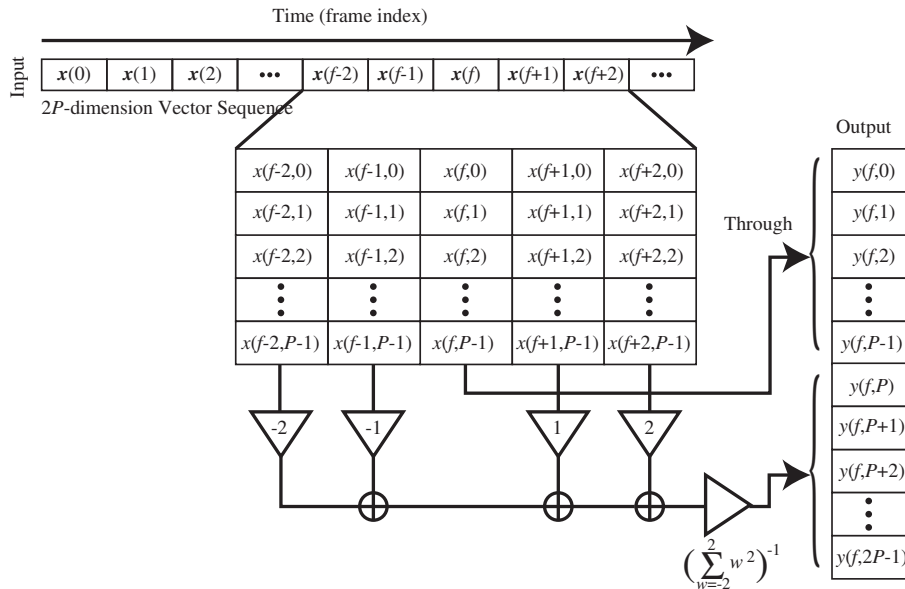 Time (frame index)
Input
x(0) x(1) x(2) ••• x(f-2) x(f-1) x(f) x(f+1) x(f+2) •••
2P-dimension Vector Sequence
Output
x(f-2,0) x(f-1,0) x(f,0) x(f+1,0) x(f+2,0) y(f,0)
x(f-2,1) x(f-1,1) x(f,1) x(f+1,1) x(f+2,1) y(f,1)
Through
x(f-2,2) x(f-1,2) x(f,2) x(f+1,2) x(f+2,2) y(f,2)
x(f-2,P-1) x(f-1,P-1) x(f,P-1) x(f+1,P-1) x(f+2,P-1) y(f,P-1)
y(f,P)
-2 -1 1 2 y(f,P+1)
y(f,P+2)
y(f,2P-1)
(∑w=-2 2 w 2)-1